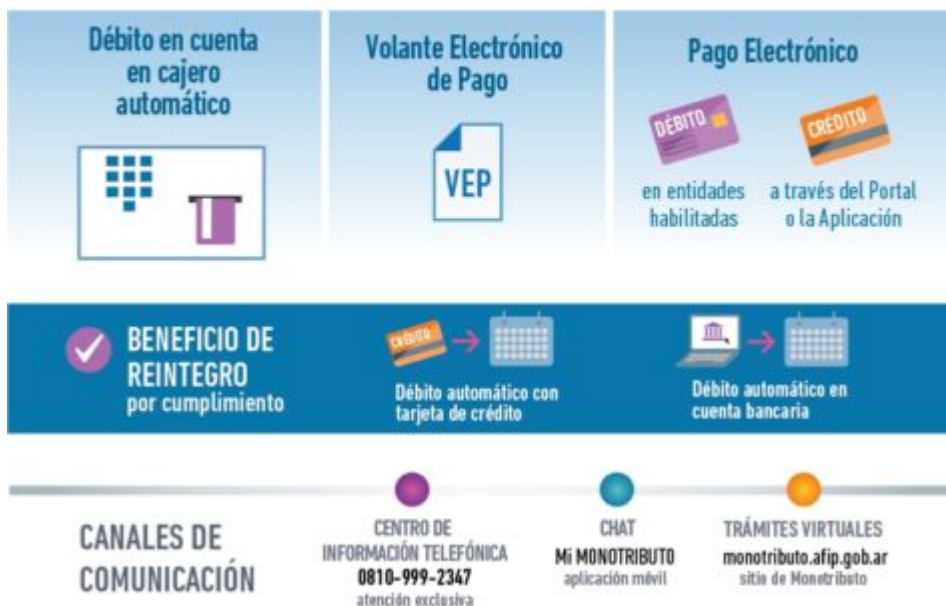 Débito en cuenta
en cajero
automático
Volante Electrónico
de Pago
VEP
Pago Electrónico
DÉBITO
CRÉDITO
en entidades
habilitadas
a través del Portal
o la Aplicación
BENEFICIO DE
REINTEGRO
por cumplimiento
CRÉDITO
Débito automático con
tarjeta de crédito
Débito automático en
cuenta bancaria
CANALES DE
COMUNICACIÓN
CENTRO DE
INFORMACIÓN TELEFÓNICA
0810-999-2347
atención exclusiva
CHAT
Mi MONOTRIBUTO
aplicación móvil
TRÁMITES VIRTUALES
monotributo.afip.gob.ar
sitio de Monotributo